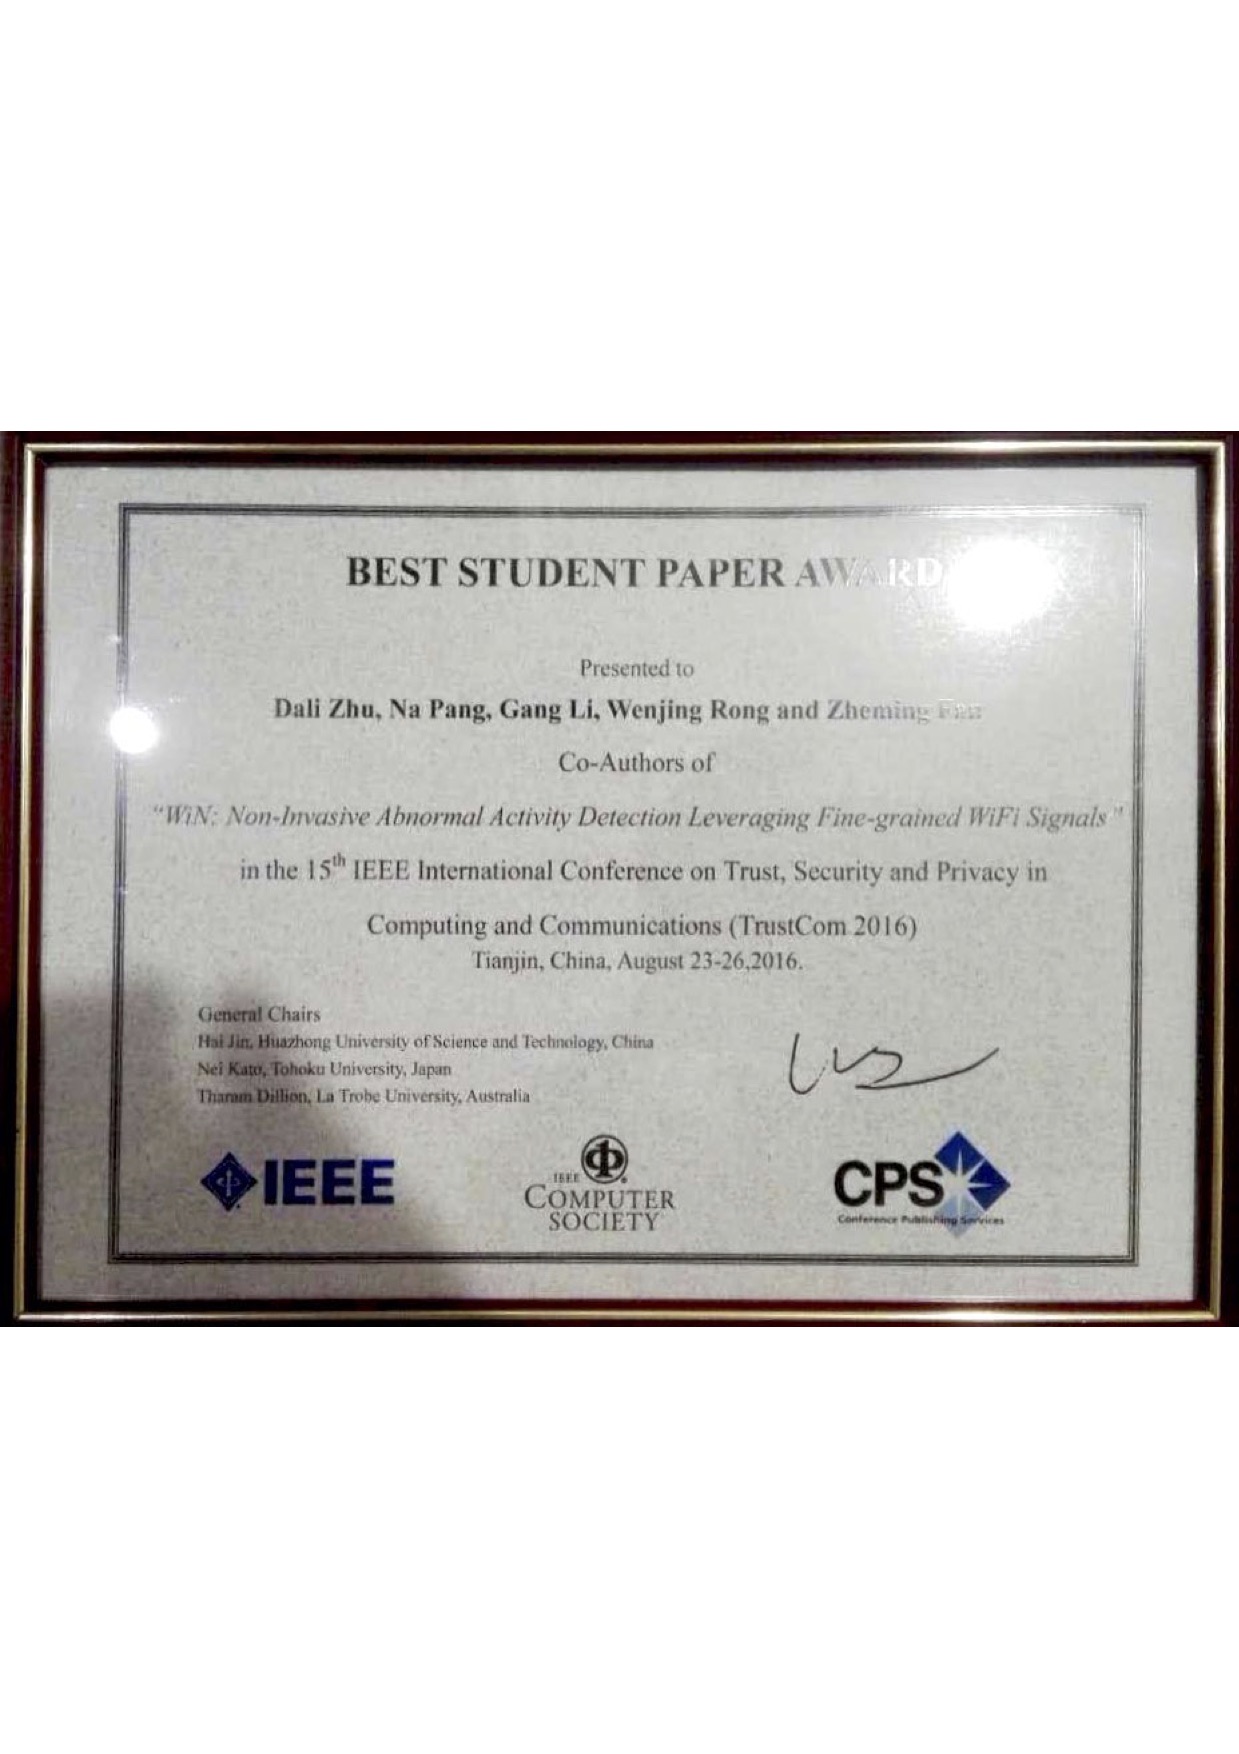 BEST STUDENT PAPER AWARD
Presented to
Dali Zhu, Na Pang, Gang Li, Wenjing Rong and Zheming
Co-Authors of
“WiN: Non-Invasive Abnormal Activity Detection Leveraging Fine-grained WiFi Signals”
in the 15th IEEE International Conference on Trust, Security and Privacy in
Computing and Communications (TrustCom 2016)
Tianjin, China, August 23-26,2016.
General Chairs
Hai Jin, Huazhong University of Science and Technology, China
Nei Kato, Tohoku University, Japan
Tharam Dillion, La Trobe University, Australia
IEEE
IEEE
COMPUTER
SOCIETY
CPS
Conference Publishing Services